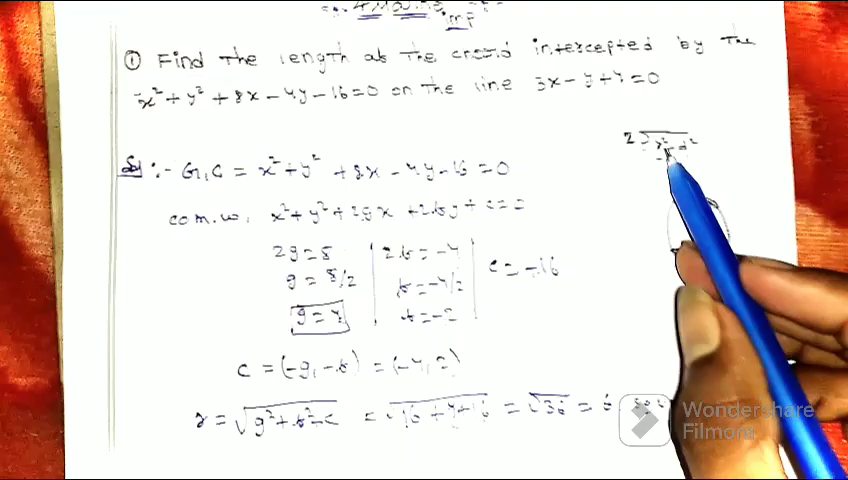 4 Marks
imp
① Find the length of the chord intercepted by the
x² + y² + 8x - 4y - 16 = 0 on the line 3x - y + 4 = 0
2√r² - d²
Sol :- G.C = x² + y² + 8x - 4y - 16 = 0
com. w. x² + y² + 2gx + 2fy + c = 0
2g = 8 | 2f = -4 | c = -16
g = 8/2 | f = -4/2
g = 4 | f = -2
c = (-g, -f) = (-4, 2)
r = √g² + f² - c = √16 + 4 + 16 = √36 = 6
Wondershare
Filmora